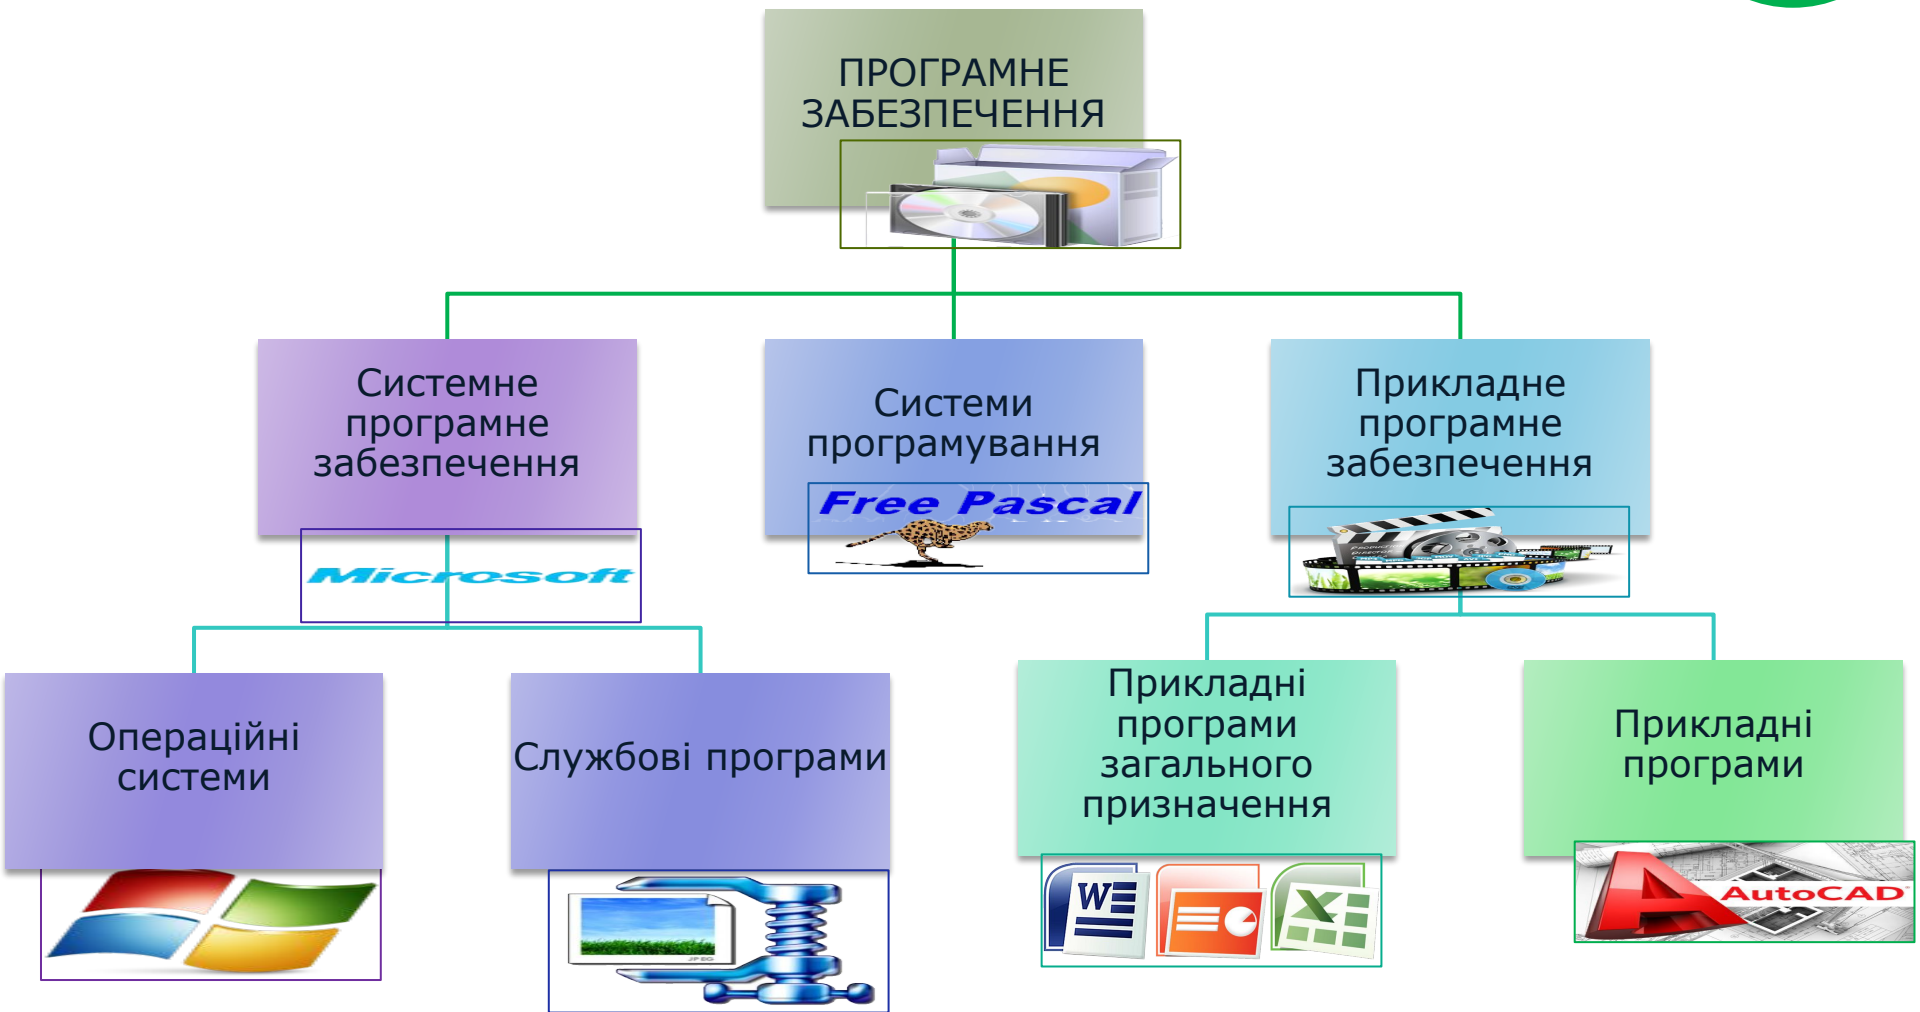 ПРОГРАМНЕ
ЗАБЕЗПЕЧЕННЯ
Системне
програмне
забезпечення
Microsoft
Системи
програмування
Free Pascal
Прикладне
програмне
забезпечення
Операційні
системи
Службові програми
JPEG
Прикладні
програми
загального
призначення
W
X
Прикладні
програми
A
AutoCAD